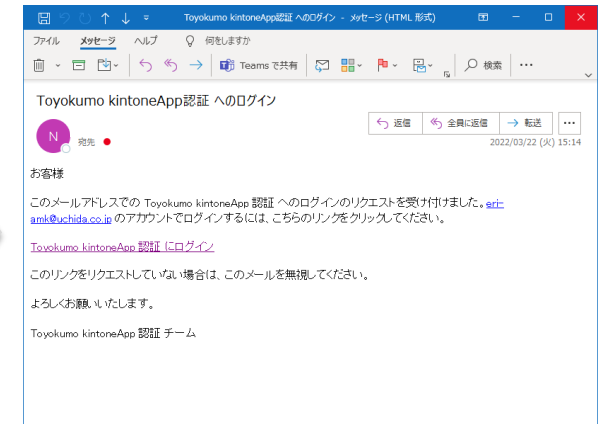 Toyokumo kintoneApp認証 へのログイン - メッセージ (HTML 形式)
ファイル メッセージ ヘルプ 何をしますか
Teams で共有 検索
Toyokumo kintoneApp認証 へのログイン
返信 全員に返信 転送
N 宛先
2022/03/22 (火) 15:14
お客様
このメールアドレスでの Toyokumo kintoneApp 認証 へのログインのリクエストを受け付けました。eri-
amk@uchida.co.jp のアカウントでログインするには、こちらのリンクをクリックしてください。
Toyokumo kintoneApp 認証 にログイン
このリンクをリクエストしていない場合は、このメールを無視してください。
よろしくお願いいたします。
Toyokumo kintoneApp 認証 チーム